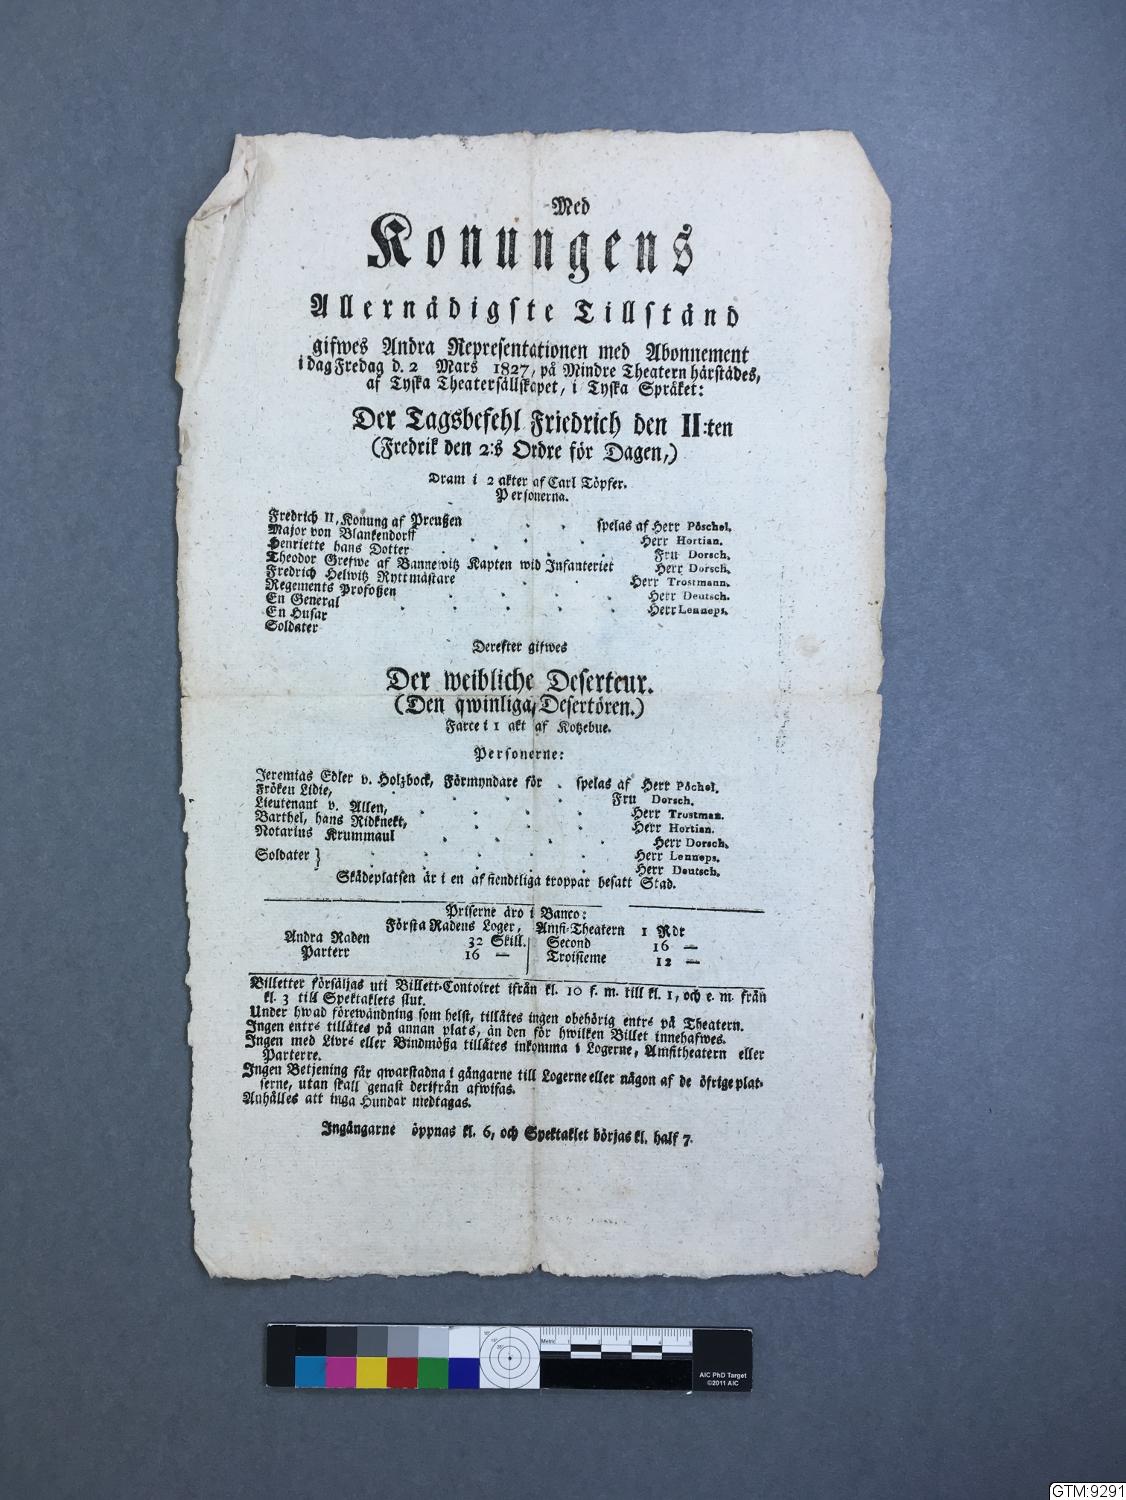 Med
Konungens
Allernådigste Tillstånd
gifwes Andra Representationen med Abonnement
i dag Fredag d. 2 Mars 1827, på Mindre Theatern härstädes,
af Tyska Theatersällskapet, i Tyska Språket:
Der Tagsbefehl Friedrich den II:ten
(Fredrik den 2:s Ordre för Dagen,)
Dram i 2 akter af Carl Töpfer.
Personerna.
Fredrich II, Konung af Preußen . . spelas af Herr Pöschel.
Major von Blankendorff . . . Herr Hortian.
Henriette hans Dotter . . . . Fru Dorsch.
Theodor Grefwe af Bannewitz Kapten wid Infanteriet Herr Dorsch.
Fredrich Helwitz Ryttmästare . . Herr Trostmann.
Regements Profoßen . . . . Herr Deutsch.
En General . . . . . Herr Lenneps.
En Husar
Soldater
Derefter gifwes
Der weibliche Deserteur.
(Den qwinliga Desertören.)
Farce i 1 akt af Kotzebue.
Personerne:
Jeremias Edler v. Holzbock, Förmyndare för . spelas af Herr Pöchel.
Fröken Lidie, . . . . Fru Dorsch.
Lieutenant v. Allen, . . . . Herr Trostman.
Barthel, hans Ridknekt, . . . Herr Hortian.
Notarius Krummaul . . . . Herr Dorsch.
Soldater } . . . . . Herr Lenneps.
. . . . . Herr Deutsch.
Skådeplatsen är i en af fiendtliga troppar besatt Stad.
Priserne äro i Banco:
Första Radens Loger, Amfi-Theatern 1 Rdr
Andra Raden 32 Skill. Second 16 —
Parterr 16 — Troisieme 12 —
Billetter försäljas uti Billett-Contoiret ifrån kl. 10 f. m. till kl. 1, och e. m. från
kl. 3 till Spektaklets slut.
Under hwad förewändning som helst, tillåtes ingen obehörig entré på Theatern.
Ingen entré tillåtes på annan plats, än den för hwilken Billet innehafwes.
Ingen med Livré eller Bindmößa tillåtes inkomma i Logerne, Amfitheatern eller
Parterre.
Ingen Betjening får qwarstadna i gångarne till Logerne eller någon af de öfrige plat-
serne, utan skall genast derifrån afwisas.
Anhålles att inga Hundar medtagas.
Ingångarne öppnas kl. 6, och Spektaklet börjas kl. half 7.
Metric 1 2 3 4 5
AIC PhD Target
©2011 AIC
GTM:9291